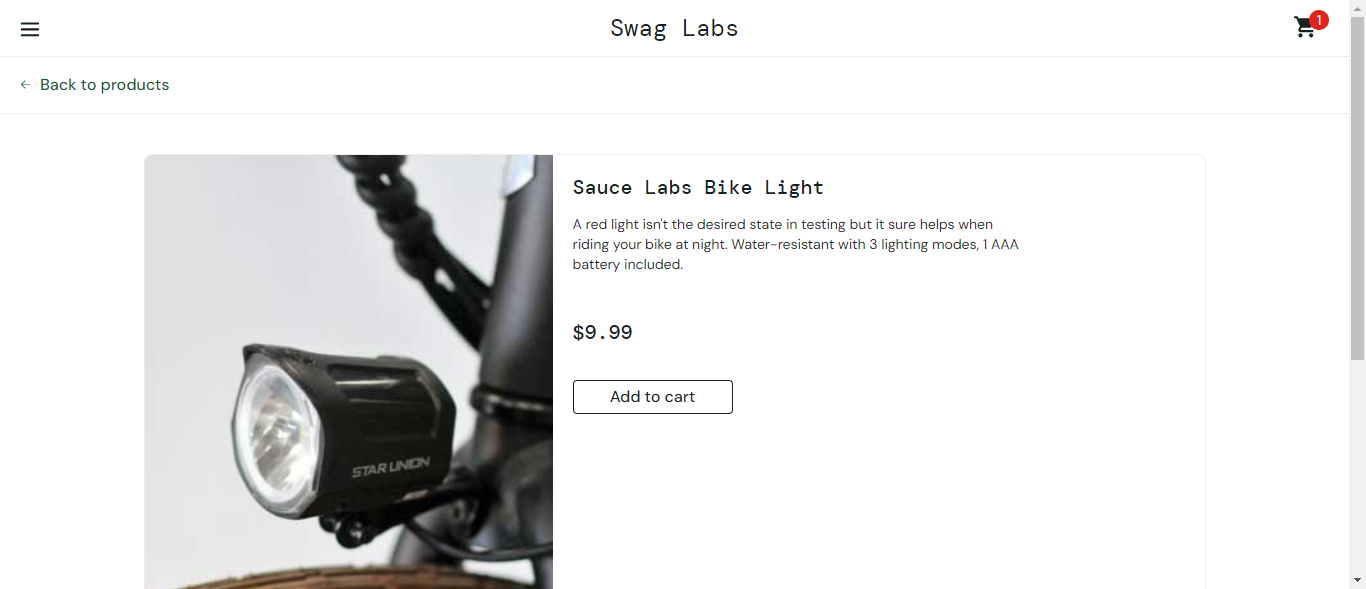 Swag Labs
1
Back to products
Sauce Labs Bike Light
A red light isn't the desired state in testing but it sure helps when
riding your bike at night. Water-resistant with 3 lighting modes, 1 AAA
battery included.
$9.99
Add to cart
STAR UNION